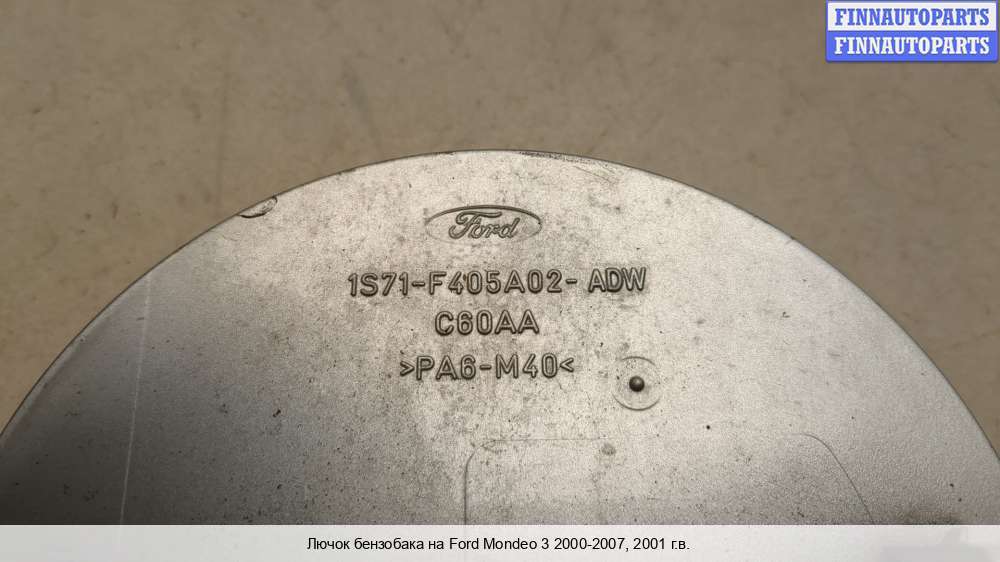 FINNAUTOPARTS
FINNAUTOPARTS
Ford
1S71-F405A02-ADW
C60AA
>PA6-M40<
Лючок бензобака на Ford Mondeo 3 2000-2007, 2001 г.в.